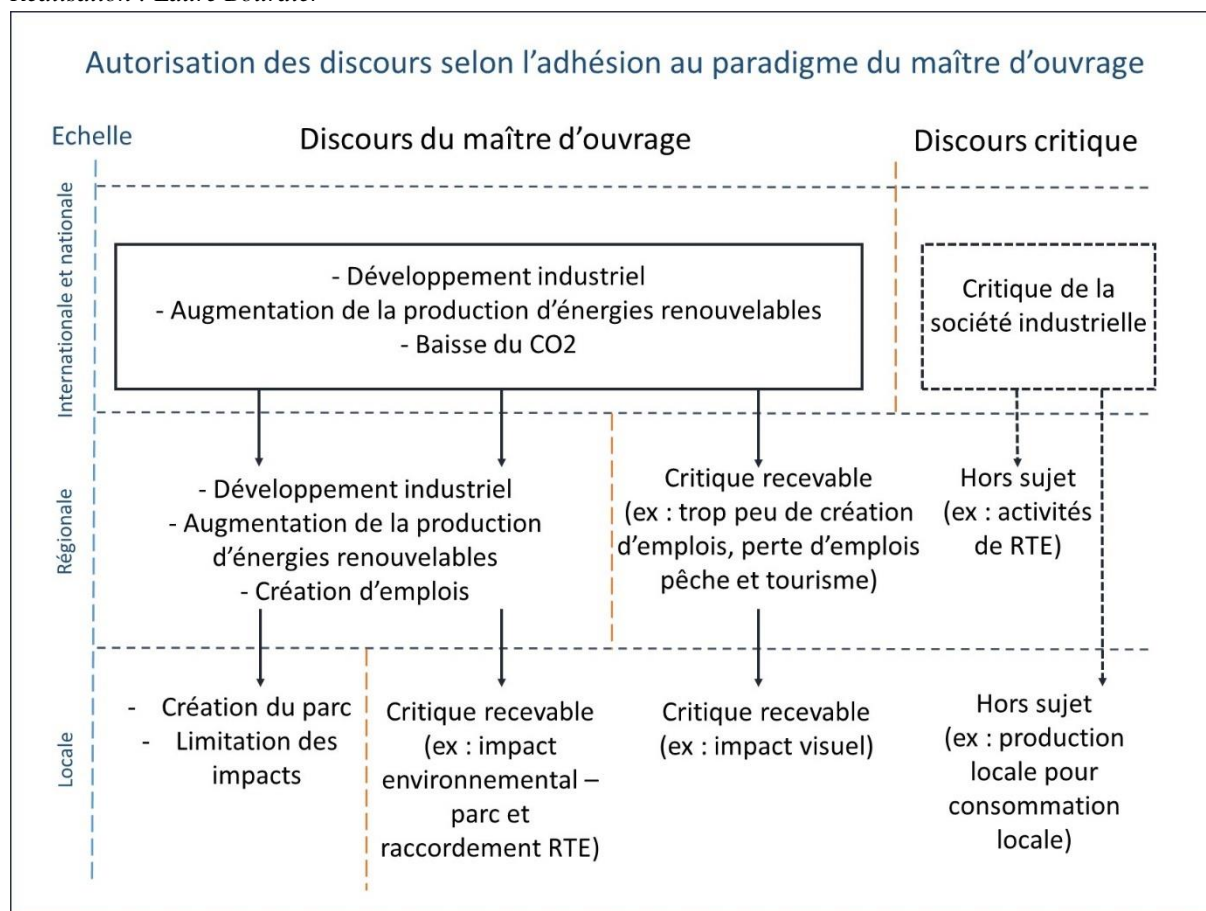 Autorisation des discours selon l'adhésion au paradigme du maître d'ouvrage
Echelle
Discours du maître d'ouvrage
Discours critique
Internationale et nationale
- Développement industriel
- Augmentation de la production d'énergies renouvelables
- Baisse du CO2
Critique de la
société industrielle
Régionale
- Développement industriel
- Augmentation de la production
d'énergies renouvelables
- Création d'emplois
Critique recevable
(ex : trop peu de création
d'emplois, perte d'emplois
pêche et tourisme)
Hors sujet
(ex : activités
de RTE)
Locale
- Création du parc
- Limitation des
impacts
Critique recevable
(ex : impact
environnemental –
parc et
raccordement RTE)
Critique recevable
(ex : impact visuel)
Hors sujet
(ex : production
locale pour
consommation
locale)